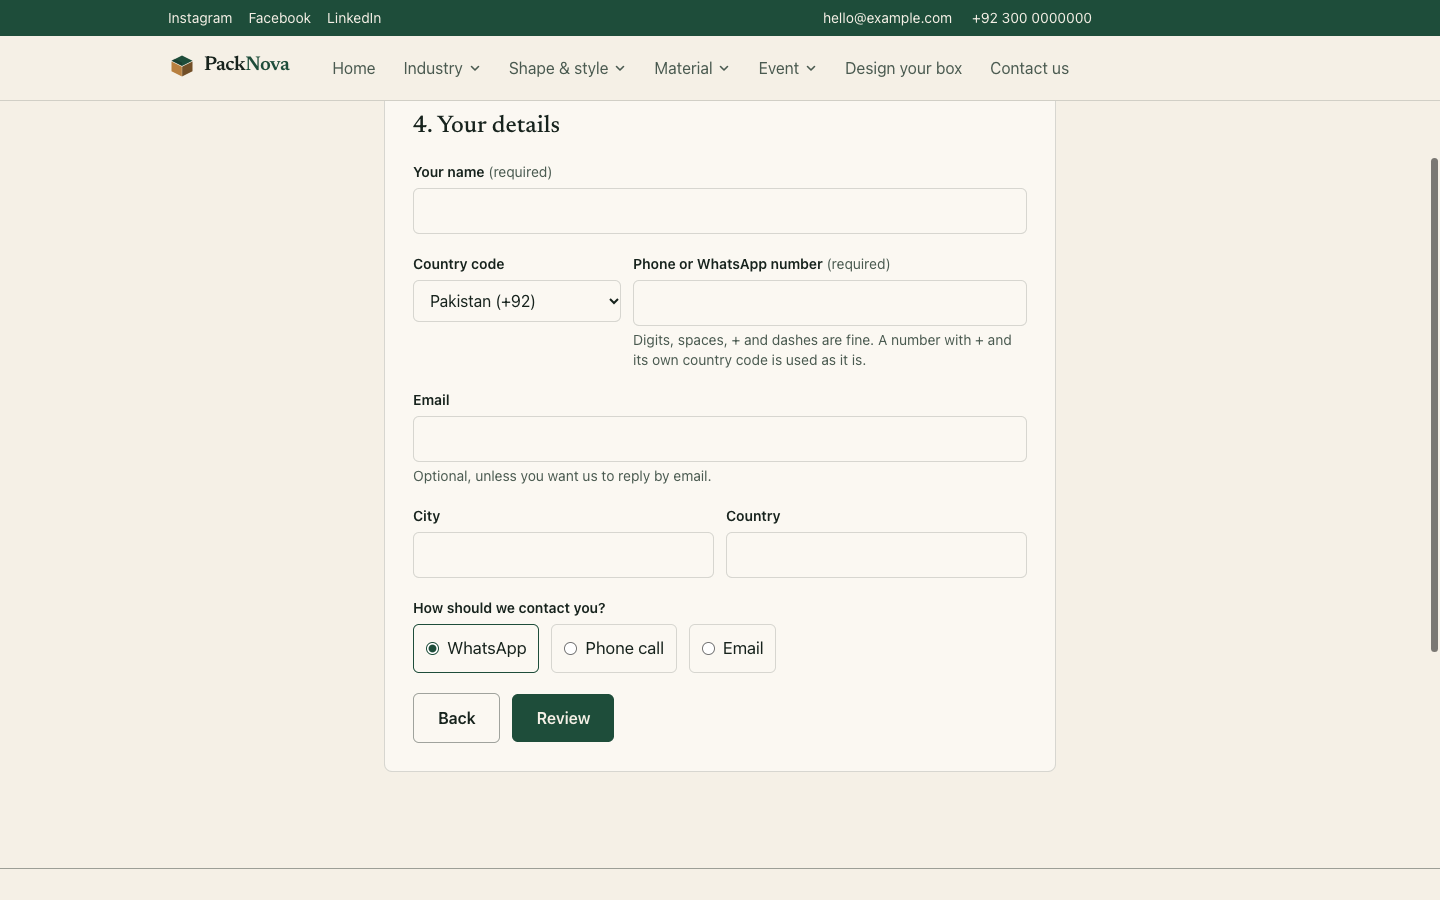 Instagram Facebook LinkedIn hello@example.com +92 300 0000000
PackNova Home Industry Shape & style Material Event Design your box Contact us
4. Your details
Your name (required)
Country code Phone or WhatsApp number (required)
Pakistan (+92)
Digits, spaces, + and dashes are fine. A number with + and
its own country code is used as it is.
Email
Optional, unless you want us to reply by email.
City Country
How should we contact you?
WhatsApp Phone call Email
Back Review